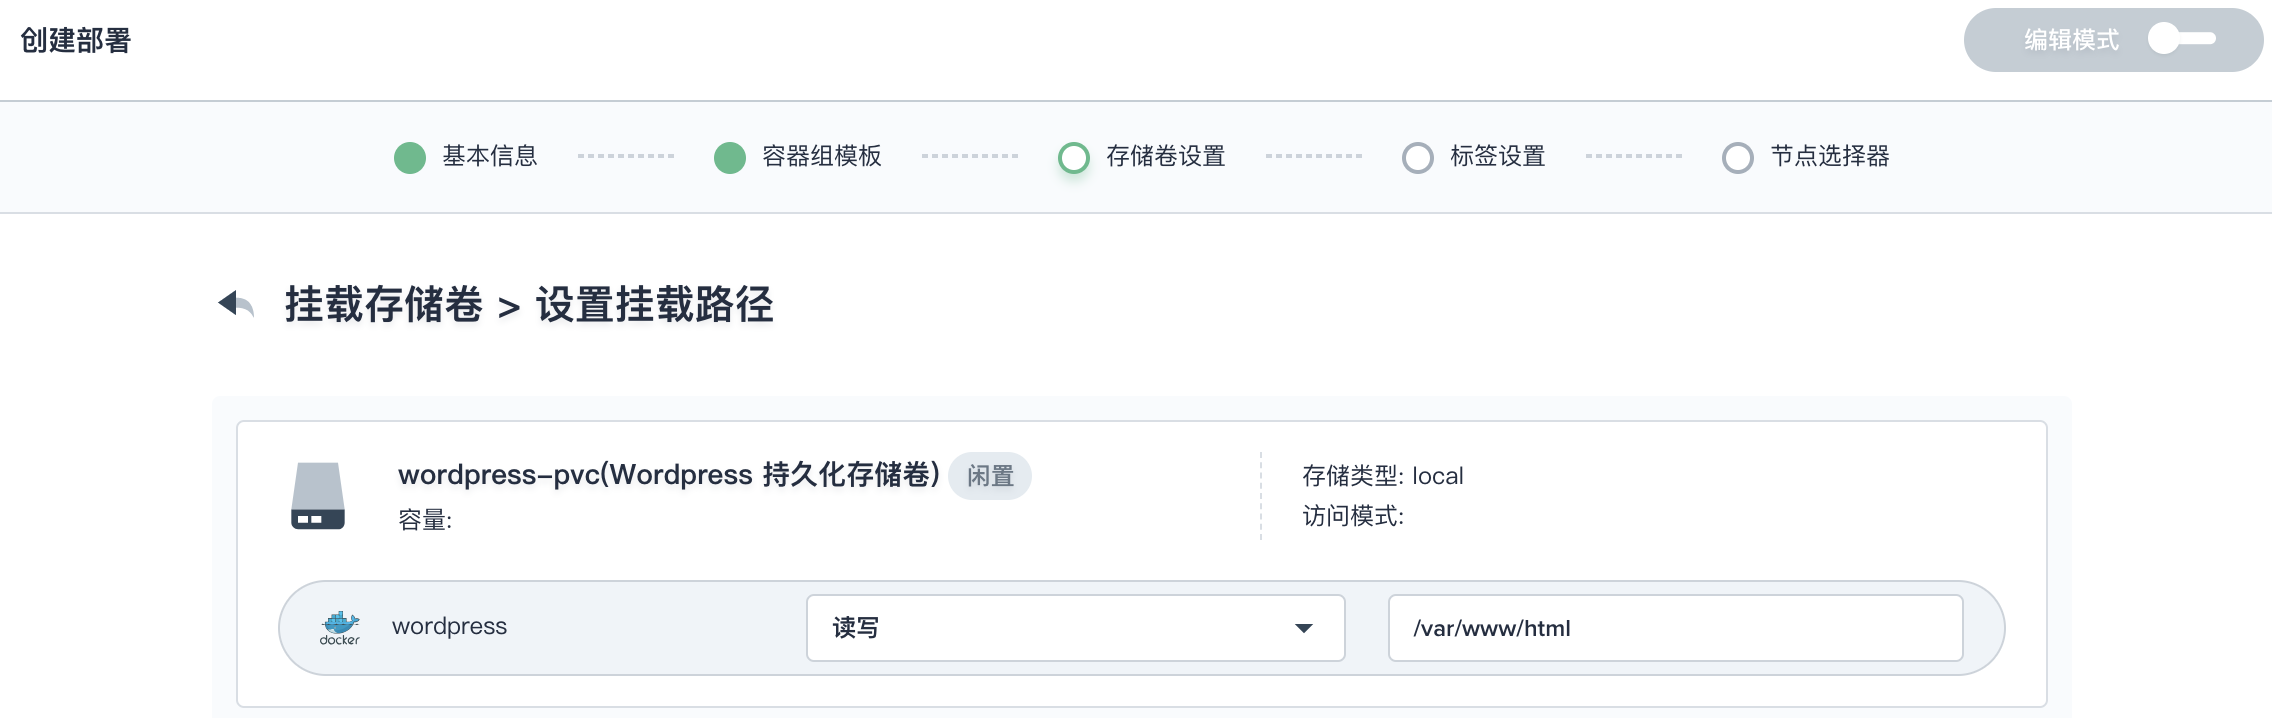 创建部署
编辑模式
基本信息
容器组模板
存储卷设置
标签设置
节点选择器
挂载存储卷 > 设置挂载路径
wordpress-pvc(Wordpress 持久化存储卷) 闲置
容量:
存储类型: local
访问模式:
docker
wordpress
读写
/var/www/html